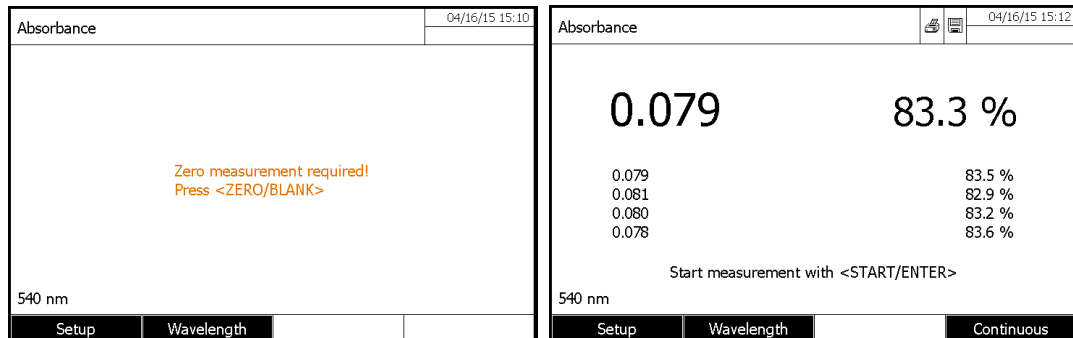 Absorbance
04/16/15 15:10
Zero measurement required!
Press <ZERO/BLANK>
540 nm
Setup Wavelength
Absorbance
04/16/15 15:12
0.079 83.3 %
0.079 83.5 %
0.081 82.9 %
0.080 83.2 %
0.078 83.6 %
Start measurement with <START/ENTER>
540 nm
Setup Wavelength Continuous